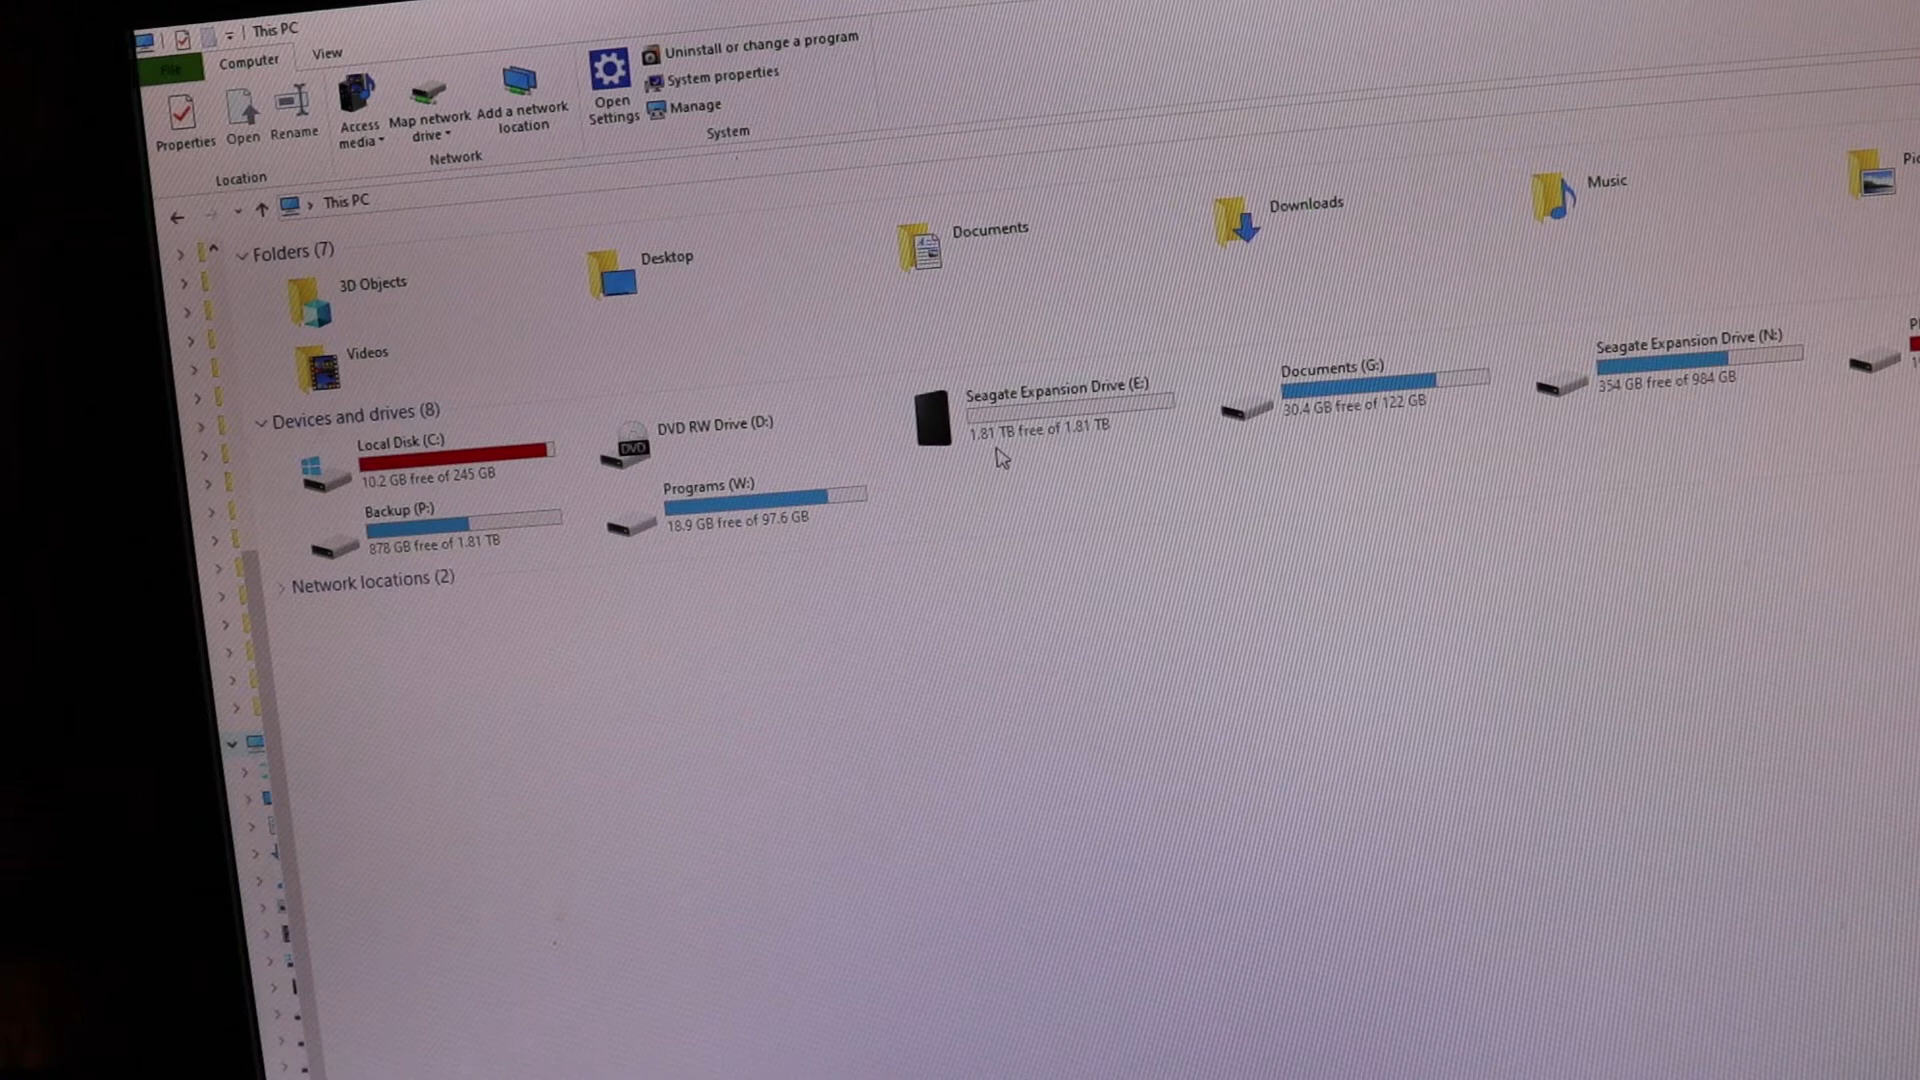 This PC
File
Computer
View
Properties
Open
Rename
Access media
Map network drive
Add a network location
Open Settings
Uninstall or change a program
System properties
Manage
Location
Network
System
This PC
Folders (7)
3D Objects
Desktop
Documents
Downloads
Music
Videos
Devices and drives (8)
Local Disk (C:)
10.2 GB free of 245 GB
DVD RW Drive (D:)
DVD
Seagate Expansion Drive (E:)
1.81 TB free of 1.81 TB
Documents (G:)
30.4 GB free of 122 GB
Seagate Expansion Drive (N:)
354 GB free of 984 GB
Backup (P:)
878 GB free of 1.81 TB
Programs (W:)
18.9 GB free of 97.6 GB
Network locations (2)